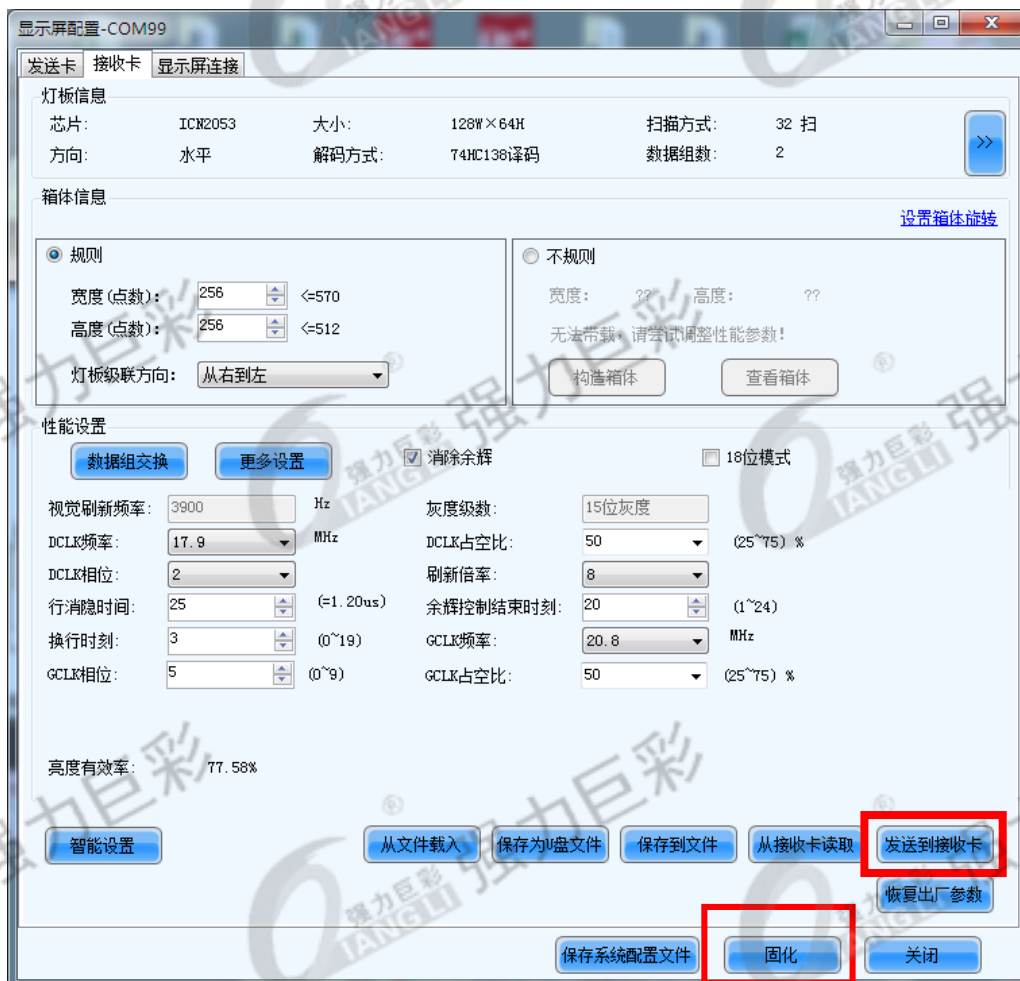 显示屏配置-COM99
发送卡 接收卡 显示屏连接
灯板信息
芯片: ICN2053 大小: 128W×64H 扫描方式: 32 扫
方向: 水平 解码方式: 74HC138译码 数据组数: 2
>>
箱体信息
设置箱体旋转
规则 不规则
宽度(点数): 256 <=570 宽度: ?? 高度: ??
高度(点数): 256 <=512 无法带载，请尝试调整性能参数!
灯板级联方向: 从右到左 构造箱体 查看箱体
性能设置
数据组交换 更多设置 消除余辉 18位模式
视觉刷新频率: 3900 Hz 灰度级数: 15位灰度
DCLK频率: 17.9 MHz DCLK占空比: 50 (25~75) %
DCLK相位: 2 刷新倍率: 8
行消隐时间: 25 (=1.20us) 余辉控制结束时刻: 20 (1~24)
换行时刻: 3 (0~19) GCLK频率: 20.8 MHz
GCLK相位: 5 (0~9) GCLK占空比: 50 (25~75) %
亮度有效率: 77.58%
智能设置 从文件载入 保存为U盘文件 保存到文件 从接收卡读取 发送到接收卡
恢复出厂参数
保存系统配置文件 固化 关闭
强力巨彩
QIANGLI